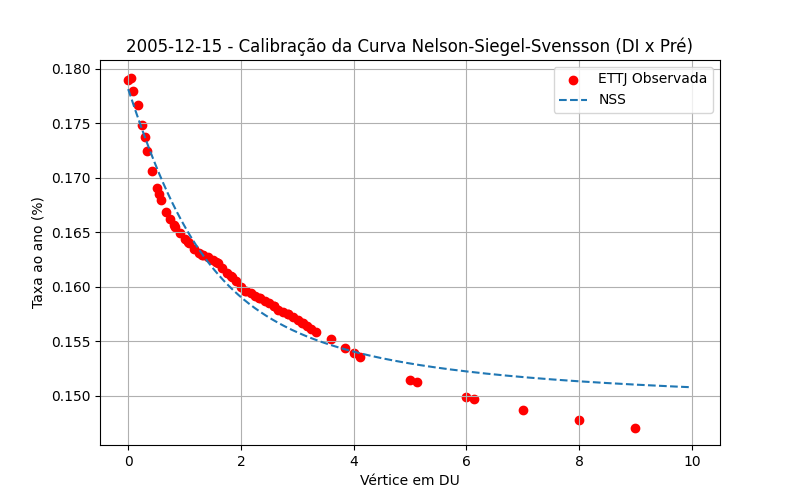 2005-12-15 - Calibração da Curva Nelson-Siegel-Svensson (DI x Pré)
ETTJ Observada
NSS
Taxa ao ano (%)
0.180
0.175
0.170
0.165
0.160
0.155
0.150
0
2
4
6
8
10
Vértice em DU